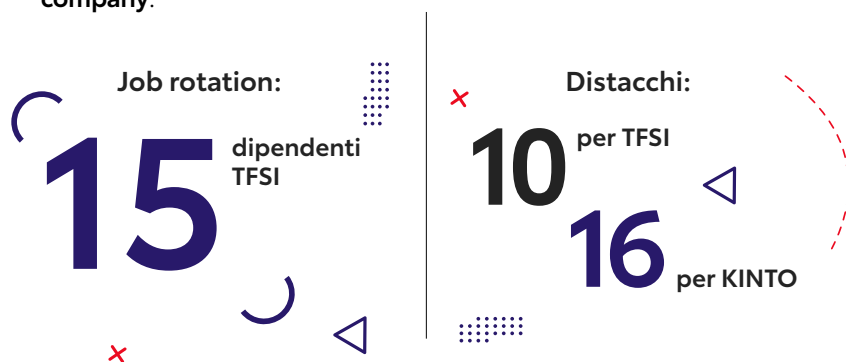 company.
Job rotation:
15 dipendenti
TFSI
Distacchi:
10 per TFSI
16 per KINTO